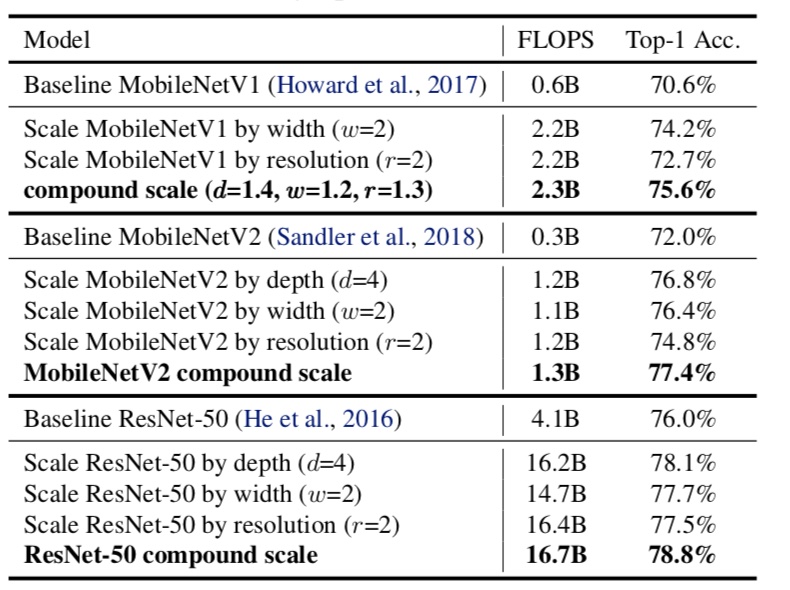 Model FLOPS Top-1 Acc.
Baseline MobileNetV1 (Howard et al., 2017) 0.6B 70.6%
Scale MobileNetV1 by width (w=2) 2.2B 74.2%
Scale MobileNetV1 by resolution (r=2) 2.2B 72.7%
compound scale (d=1.4, w=1.2, r=1.3) 2.3B 75.6%
Baseline MobileNetV2 (Sandler et al., 2018) 0.3B 72.0%
Scale MobileNetV2 by depth (d=4) 1.2B 76.8%
Scale MobileNetV2 by width (w=2) 1.1B 76.4%
Scale MobileNetV2 by resolution (r=2) 1.2B 74.8%
MobileNetV2 compound scale 1.3B 77.4%
Baseline ResNet-50 (He et al., 2016) 4.1B 76.0%
Scale ResNet-50 by depth (d=4) 16.2B 78.1%
Scale ResNet-50 by width (w=2) 14.7B 77.7%
Scale ResNet-50 by resolution (r=2) 16.4B 77.5%
ResNet-50 compound scale 16.7B 78.8%